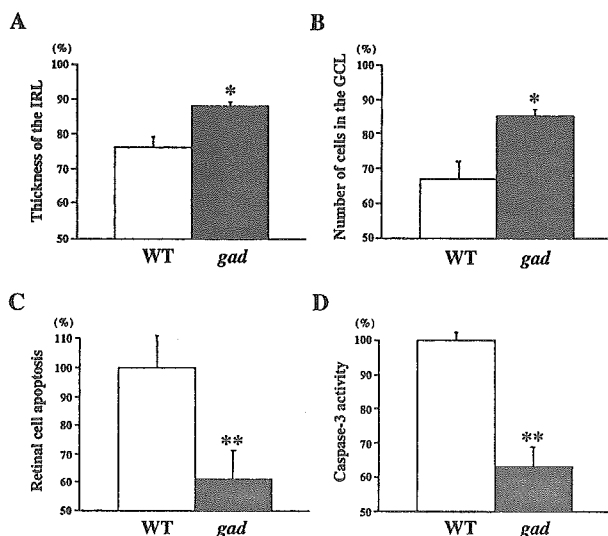 A
B
(%)
(%)
100
100
90
90
80
80
70
70
60
60
50
50
*
*
Thickness of the IRL
Number of cells in the GCL
WT gad
WT gad
C
D
(%)
(%)
110
100
100
90
90
80
80
70
70
60
60
50
50
**
**
Retinal cell apoptosis
Caspase-3 activity
WT gad
WT gad